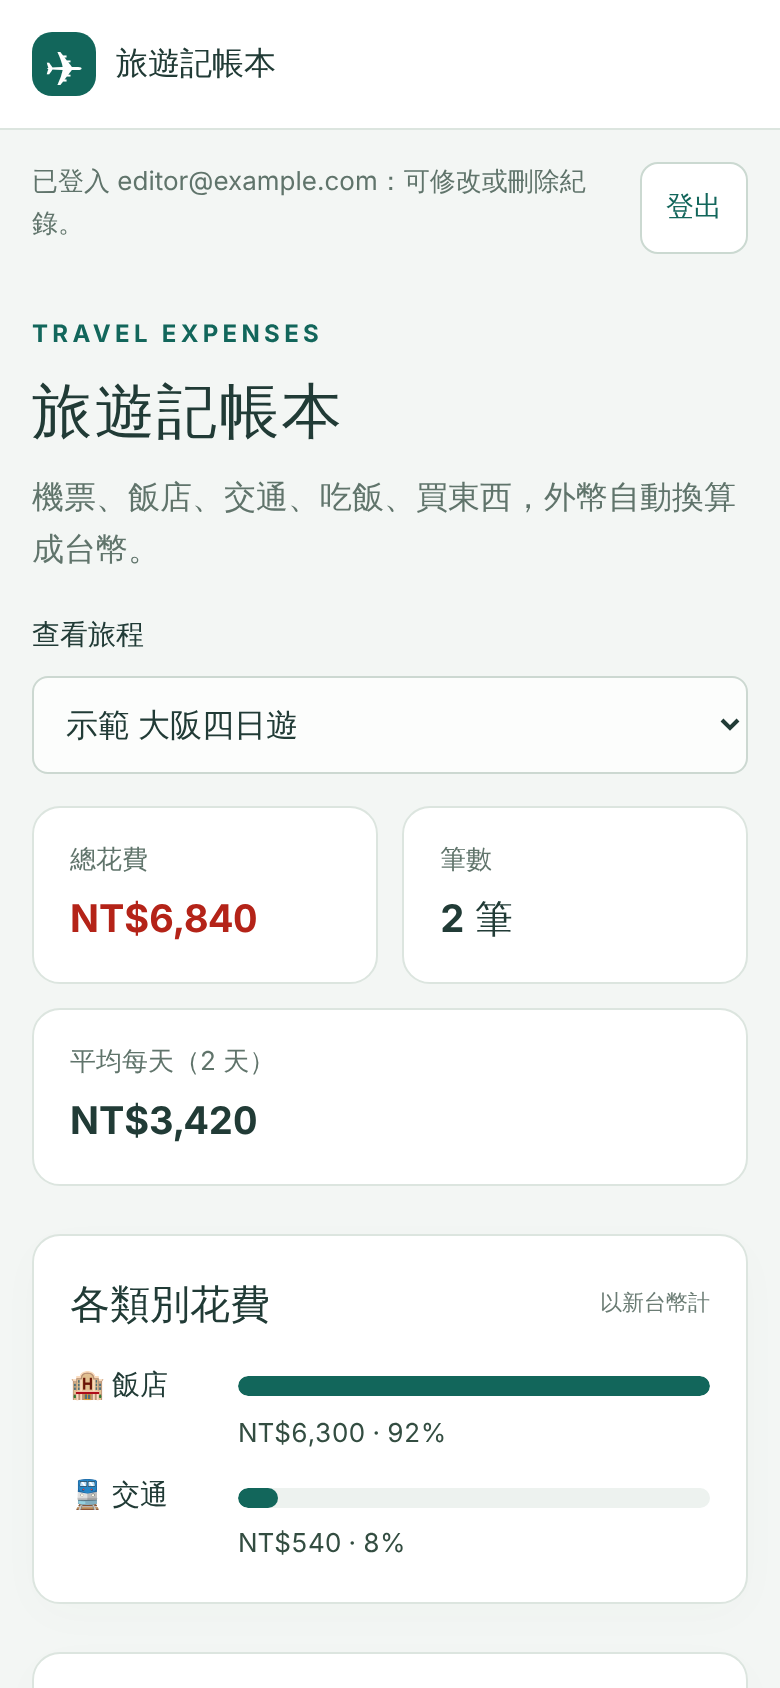 旅遊記帳本
已登入 editor@example.com：可修改或刪除紀
錄。
登出
TRAVEL EXPENSES
旅遊記帳本
機票、飯店、交通、吃飯、買東西，外幣自動換算
成台幣。
查看旅程
示範 大阪四日遊
總花費
NT$6,840
筆數
2 筆
平均每天（2 天）
NT$3,420
各類別花費
以新台幣計
飯店
NT$6,300 · 92%
交通
NT$540 · 8%